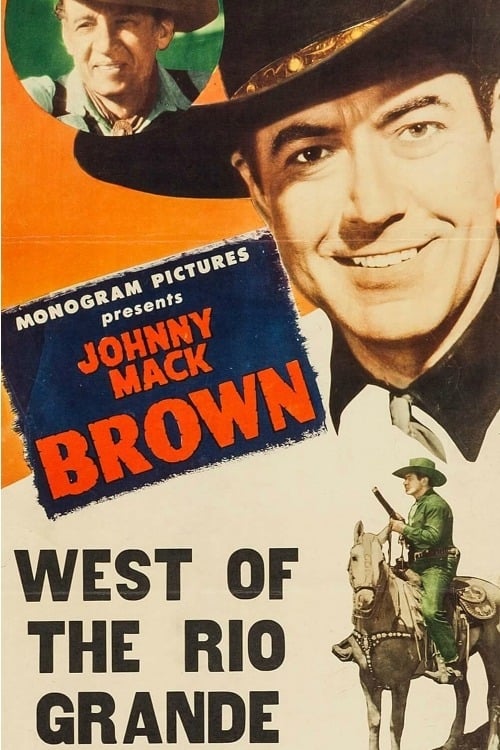 MONOGRAM PICTURES
presents
JOHNNY
MACK
BROWN
WEST OF
THE RIO
GRANDE